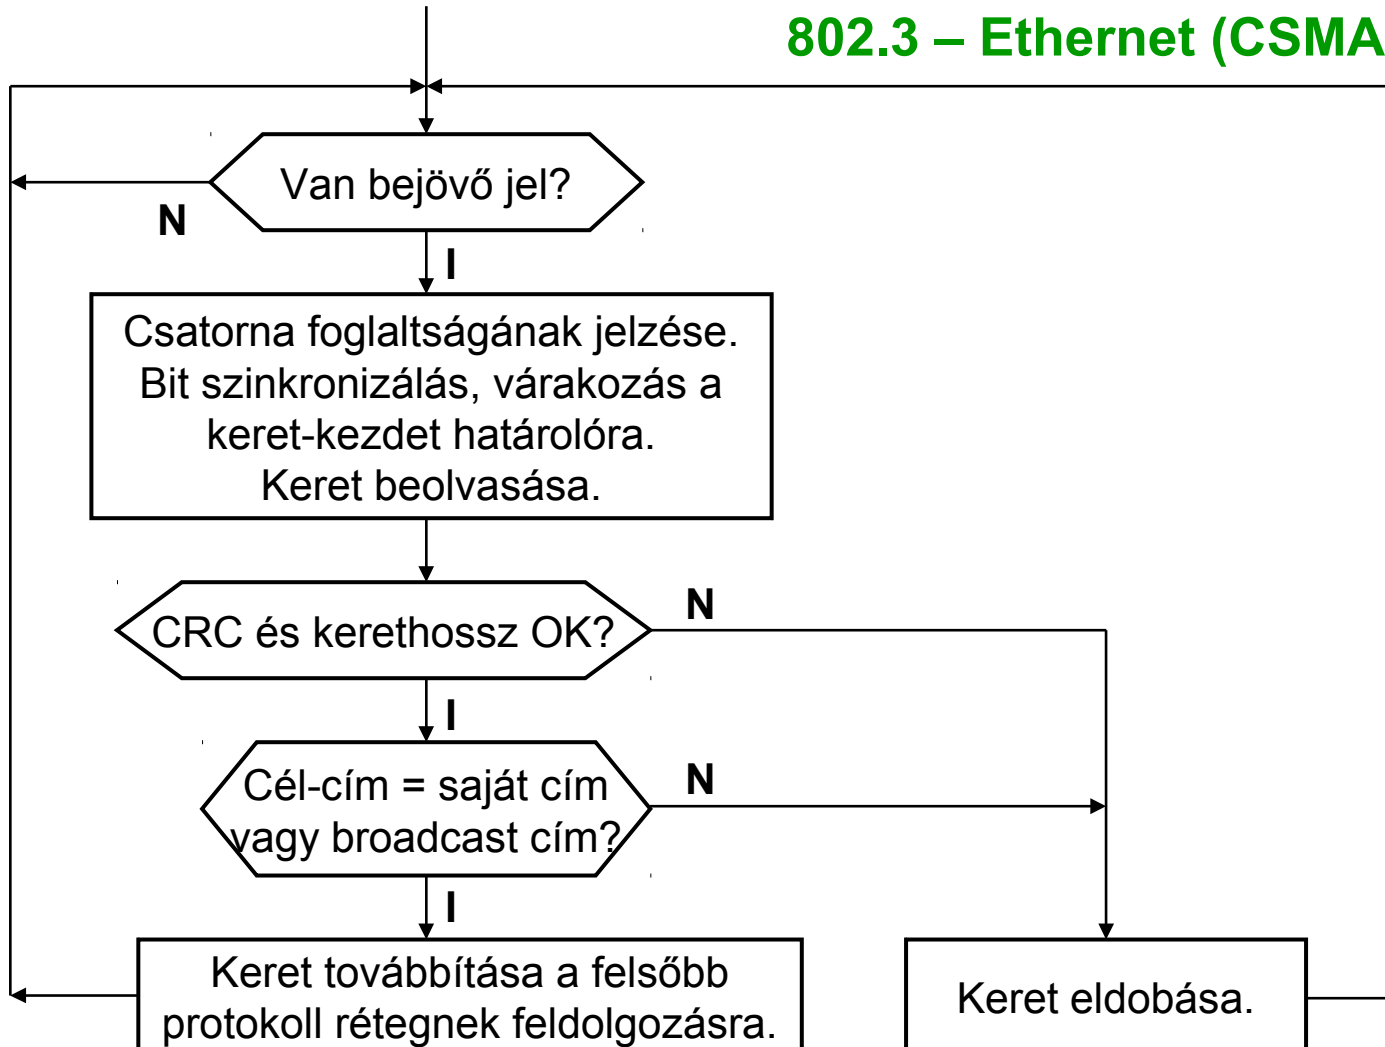 802.3 – Ethernet (CSMA
Van bejövő jel?
N
I
Csatorna foglaltságának jelzése.
Bit szinkronizálás, várakozás a
keret-kezdet határolóra.
Keret beolvasása.
CRC és kerethossz OK?
N
I
Cél-cím = saját cím
vagy broadcast cím?
N
I
Keret továbbítása a felsőbb
protokoll rétegnek feldolgozásra.
Keret eldobása.